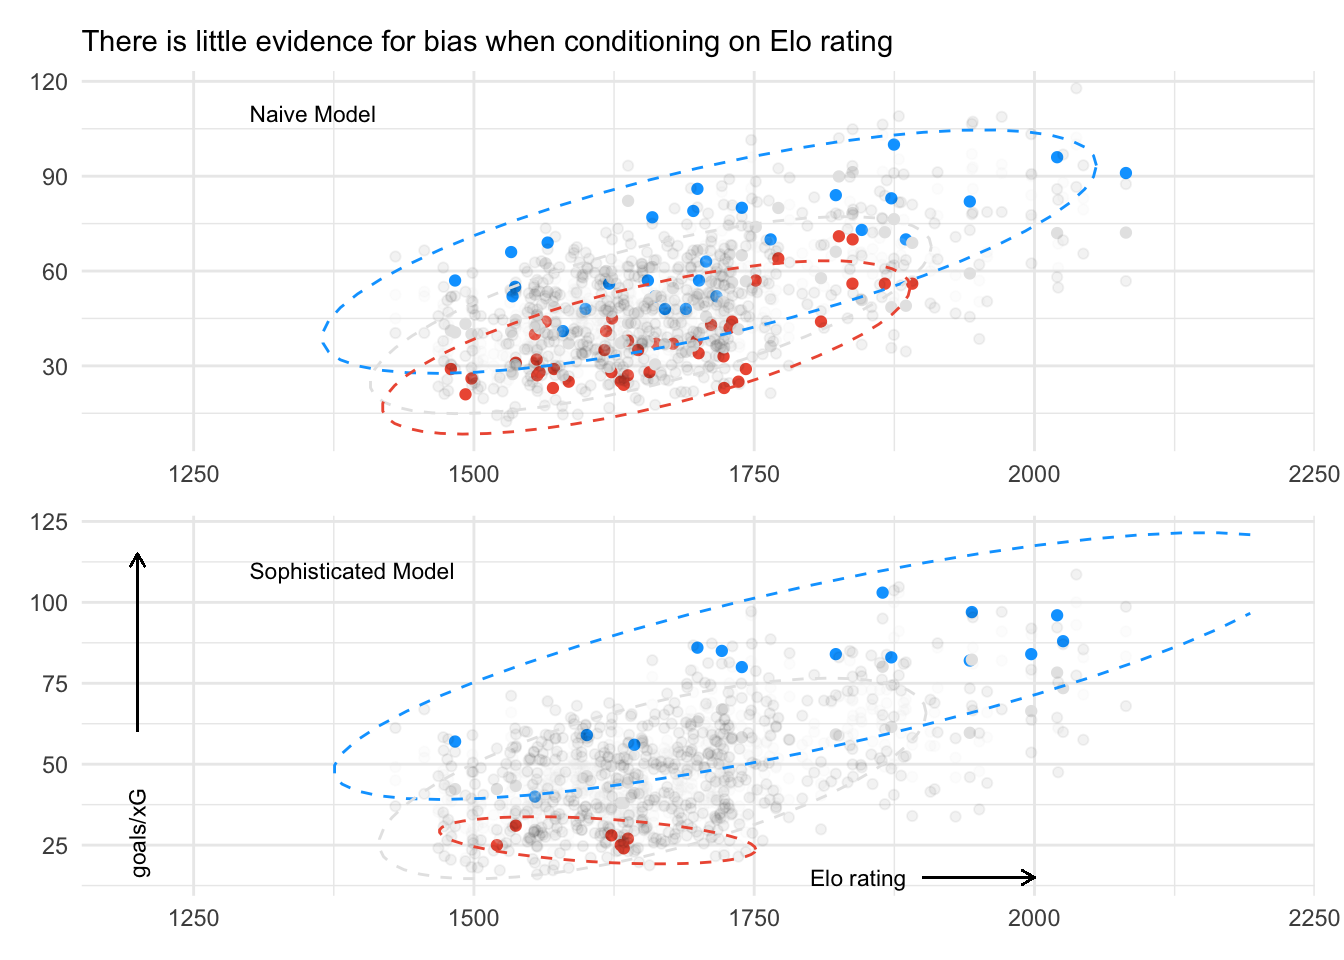 There is little evidence for bias when conditioning on Elo rating
120
90
60
30
Naive Model
1250 1500 1750 2000 2250
125
100
75
50
25
Sophisticated Model
goals/xG
Elo rating
1250 1500 1750 2000 2250